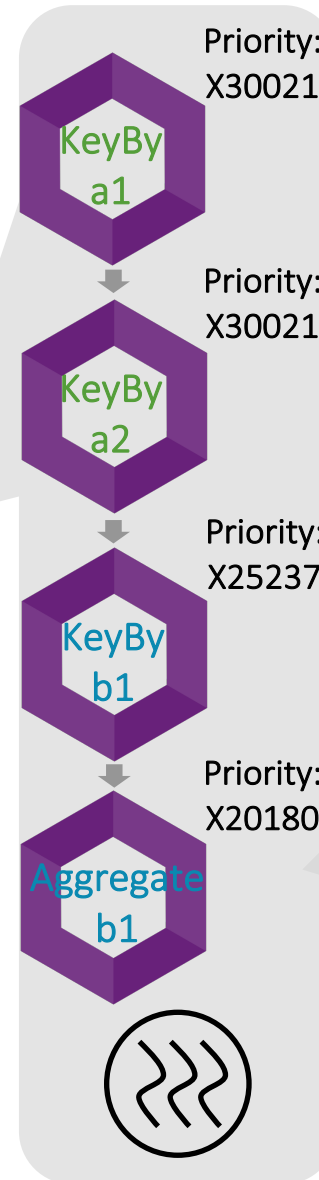 Priority:
X30021
KeyBy
a1
Priority:
X30021
KeyBy
a2
Priority:
X25237
KeyBy
b1
Priority:
X20180
Aggregate
b1